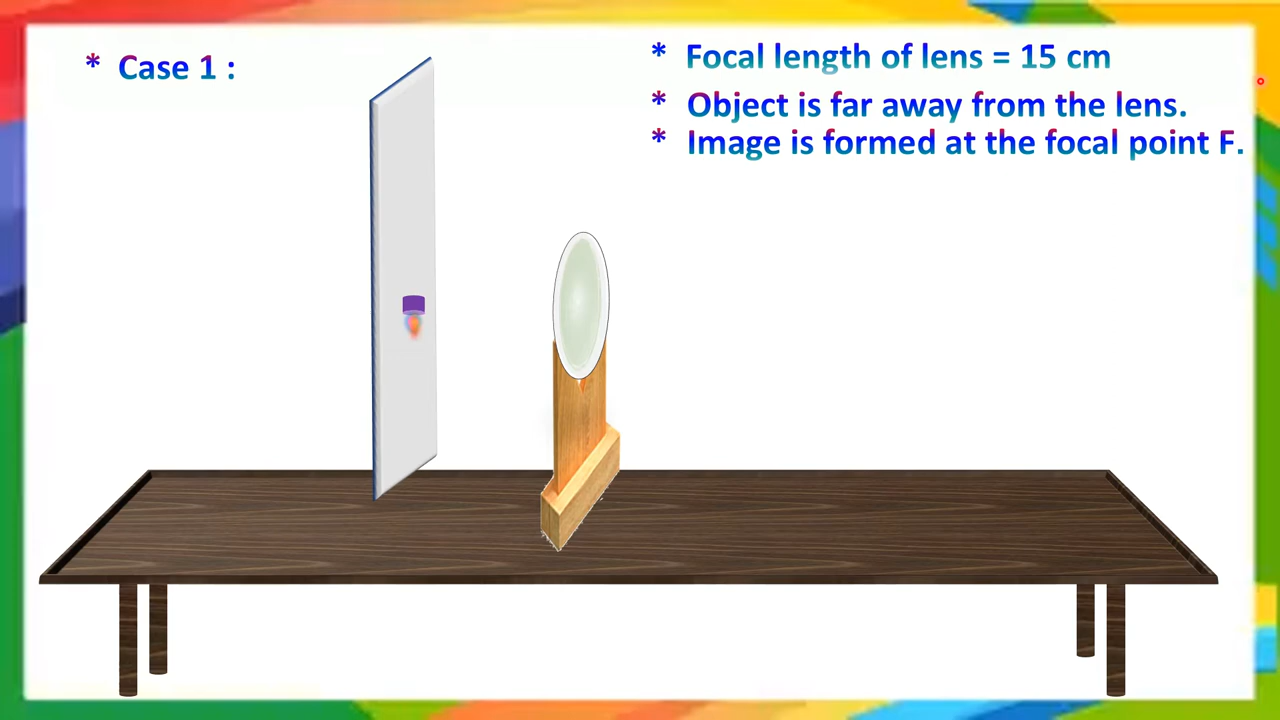 * Case 1 :
* Focal length of lens = 15 cm
* Object is far away from the lens.
* Image is formed at the focal point F.